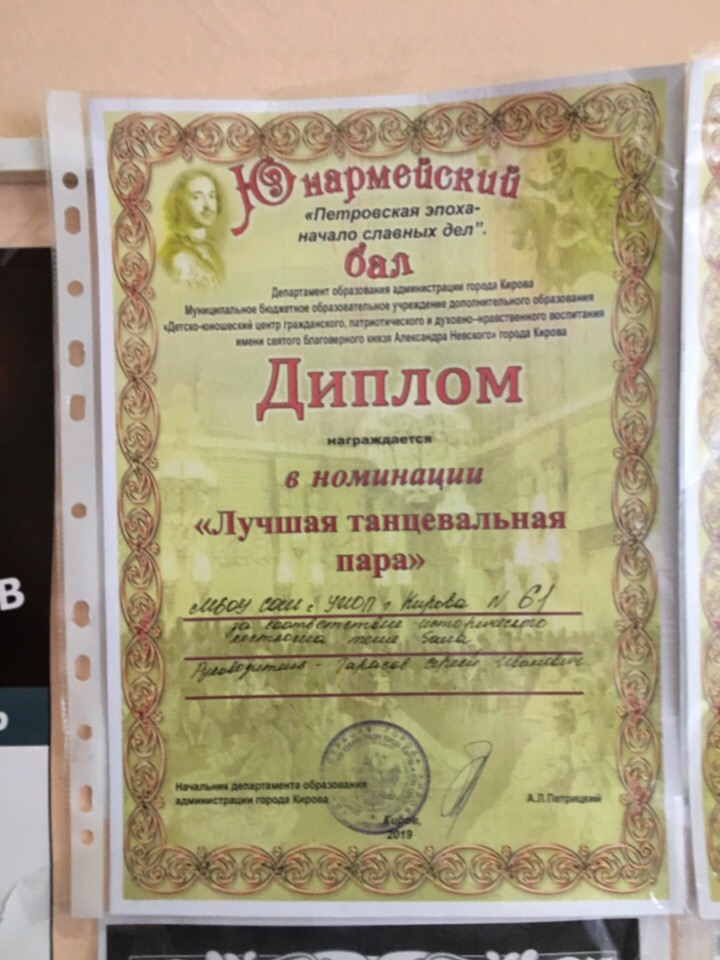 Юнармейский
«Петровская эпоха-
начало славных дел".
бал
Департамент образования администрации города Кирова
Муниципальное бюджетное образовательное учреждение дополнительного образования
«Детско-юношеский центр гражданского, патриотического и духовно–нравственного воспитания
имени святого благоверного князя Александра Невского» города Кирова
Диплом
награждается
в номинации
«Лучшая танцевальная
пара»
МБОУ СОШ с УИОП г. Кирова N 61
за соответствие исторического
костюма теме бала
Руководитель - Тарасов Сергей Иванович
Начальник департамента образования
администрации города Кирова
А.Л.Петрицкий
Киров,
2019
В